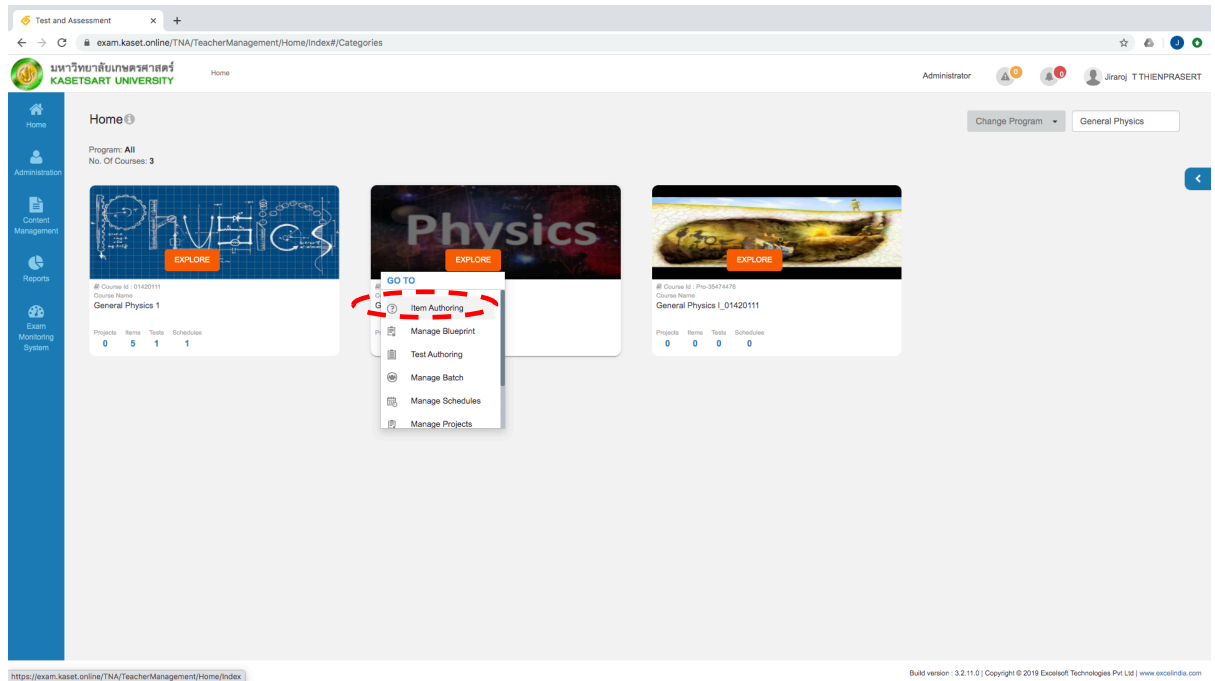 Test and Assessment
exam.kaset.online/TNA/TeacherManagement/Home/Index#/Categories
J
มหาวิทยาลัยเกษตรศาสตร์
KASETSART UNIVERSITY
Home
Administrator
0
0
Jiraroj T THIENPRASERT
Home
Administration
Content
Management
Reports
Exam
Monitoring
System
Home
Change Program
General Physics
Program: All
No. Of Courses: 3
EXPLORE
Course Id : 01420111
Course Name
General Physics 1
Projects Items Tests Schedules
0 5 1 1
Physics
EXPLORE
GO TO
Item Authoring
Manage Blueprint
Test Authoring
Manage Batch
Manage Schedules
Manage Projects
EXPLORE
Course Id : Pro-35474476
Course Name
General Physics I_01420111
Projects Items Tests Schedules
0 0 0 0
https://exam.kaset.online/TNA/TeacherManagement/Home/Index
Build version : 3.2.11.0 | Copyright © 2019 Excelsoft Technologies Pvt Ltd | www.excelindia.com